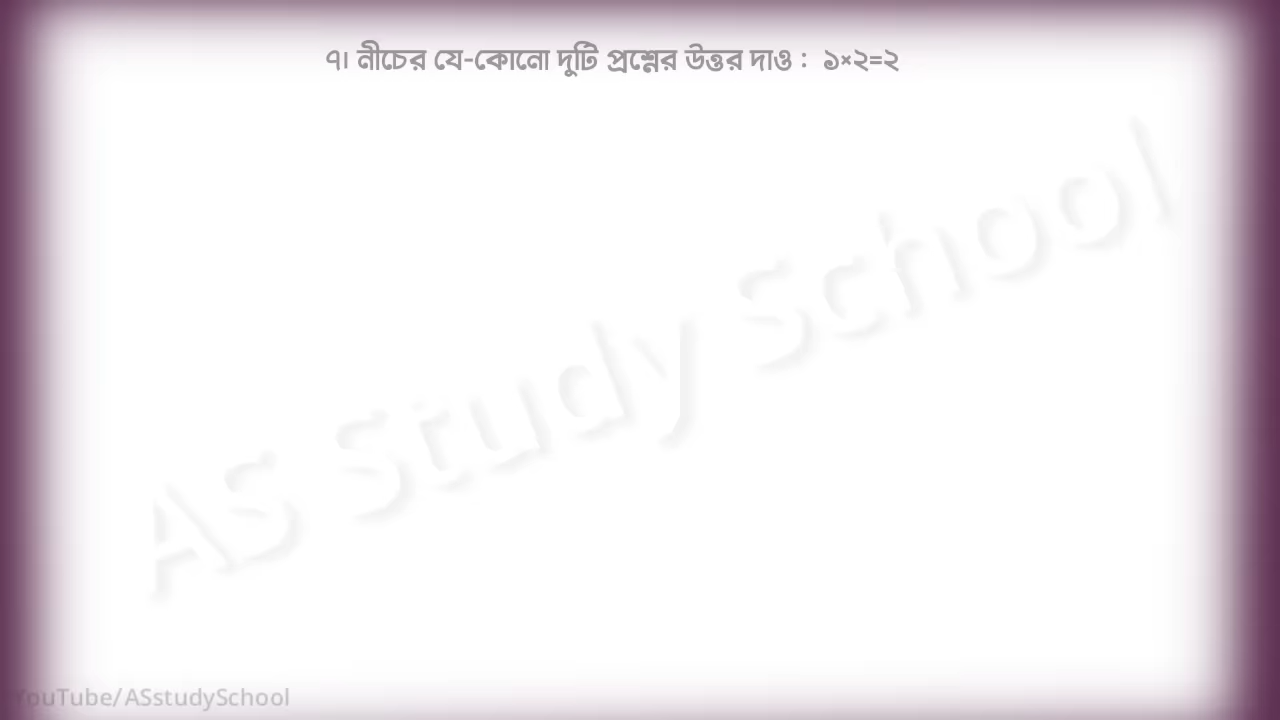 ৭। নীচের যে-কোনো দুটি প্রশ্নের উত্তর দাও : ১×২=২
AS Study School
YouTube/ASstudySchool